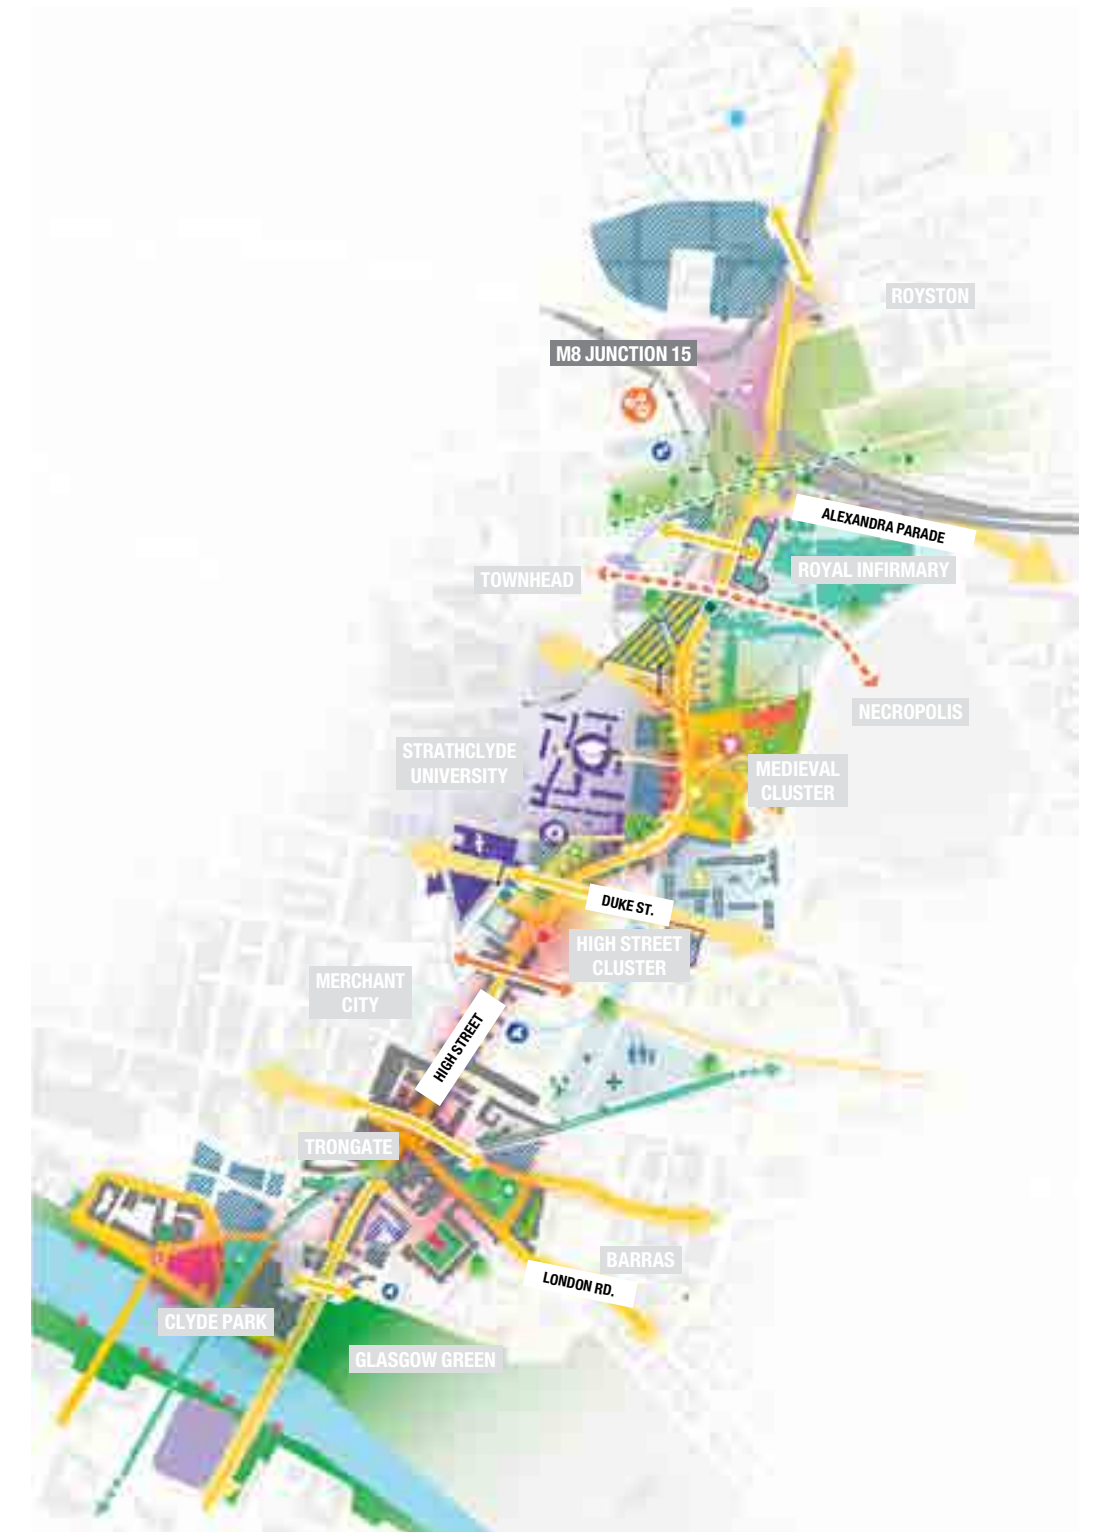 ROYSTON
M8 JUNCTION 15
ALEXANDRA PARADE
ROYAL INFIRMARY
TOWNHEAD
NECROPOLIS
STRATHCLYDE
UNIVERSITY
MEDIEVAL
CLUSTER
DUKE ST.
HIGH STREET
CLUSTER
MERCHANT
CITY
HIGH STREET
TRONGATE
BARRAS
LONDON RD.
CLYDE PARK
GLASGOW GREEN